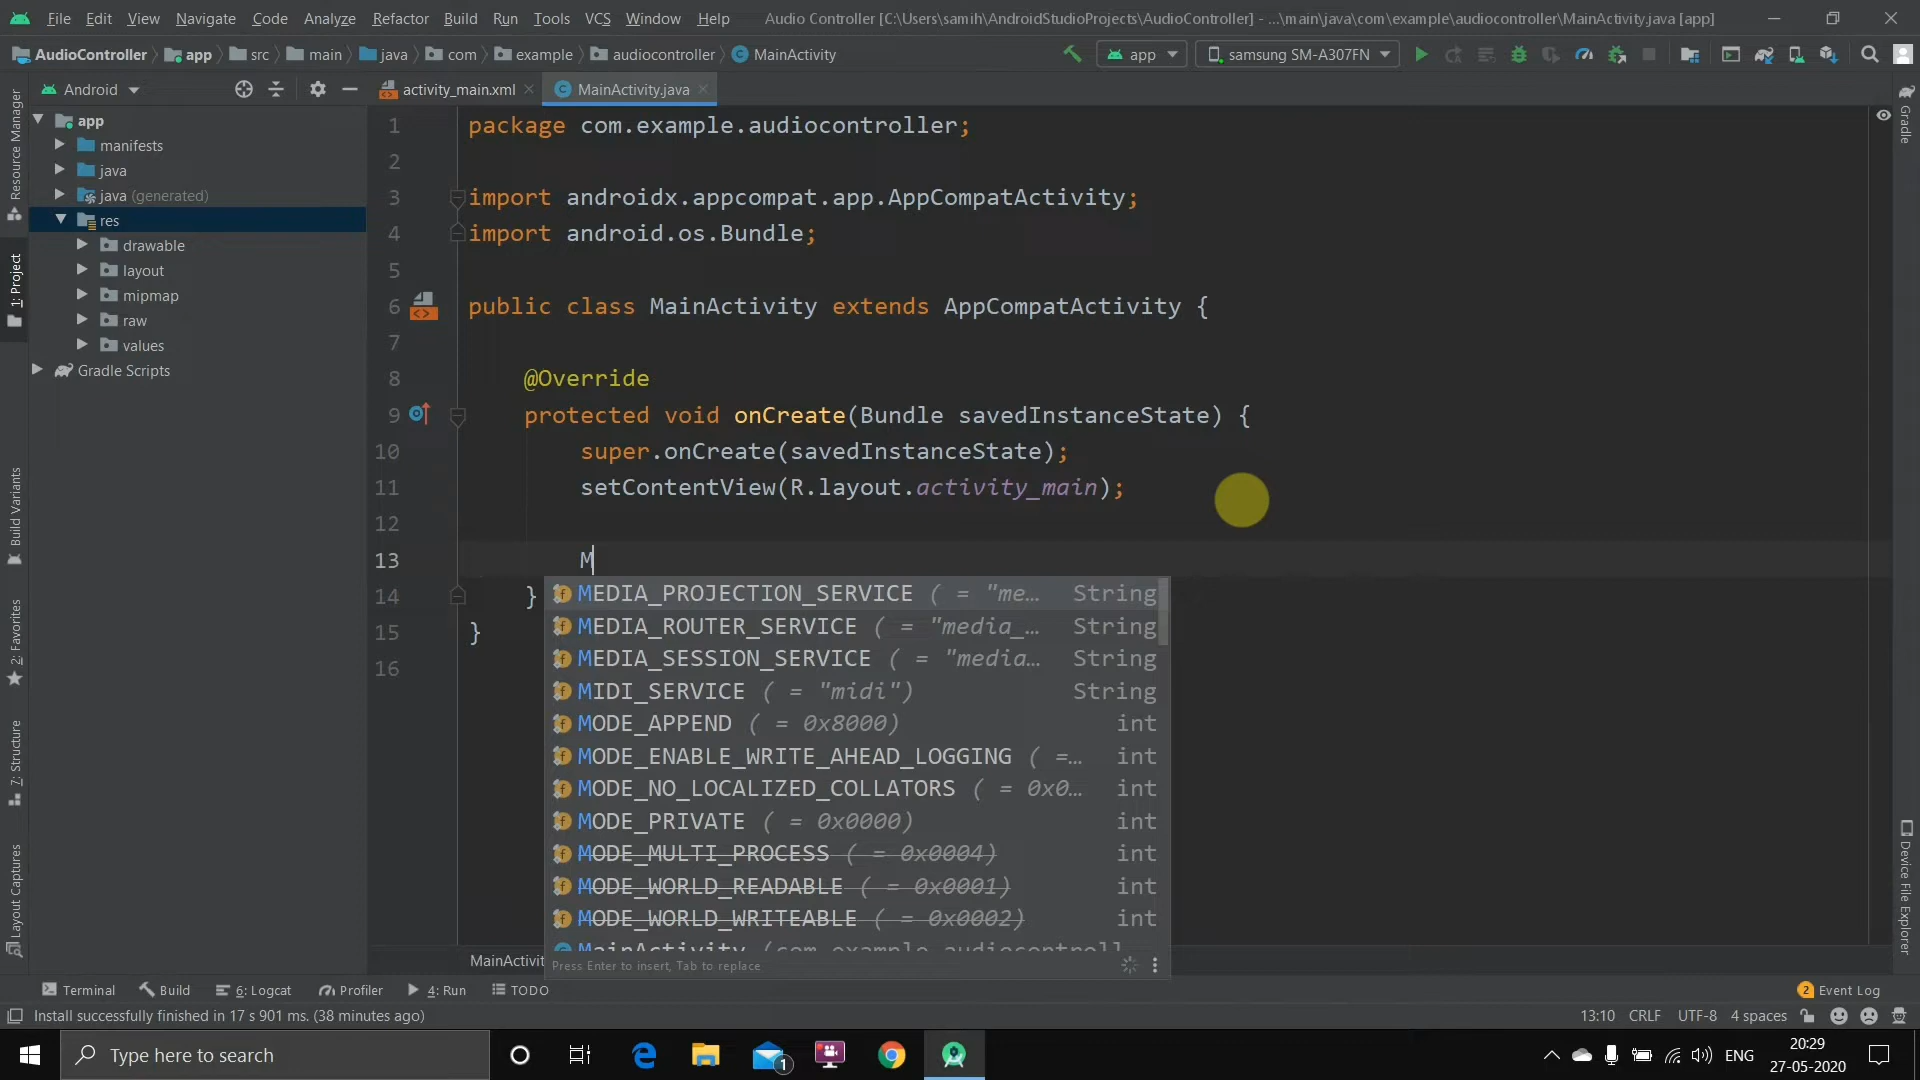 File Edit View Navigate Code Analyze Refactor Build Run Tools VCS Window Help Audio Controller [C:\Users\samih\AndroidStudioProjects\AudioController] - ...\main\java\com\example\audiocontroller\MainActivity.java [app]
AudioController app src main java com example audiocontroller MainActivity app samsung SM-A307FN
Android activity_main.xml MainActivity.java
app
manifests
java
java (generated)
res
drawable
layout
mipmap
raw
values
Gradle Scripts
Resource Manager
1: Project
Build Variants
2: Favorites
7: Structure
Layout Captures
1 package com.example.audiocontroller;
2
3 import androidx.appcompat.app.AppCompatActivity;
4 import android.os.Bundle;
5
6 public class MainActivity extends AppCompatActivity {
7
8 @Override
9 protected void onCreate(Bundle savedInstanceState) {
10 super.onCreate(savedInstanceState);
11 setContentView(R.layout.activity_main);
12
13 M
14 }
15 }
16
MEDIA_PROJECTION_SERVICE ( = "me… String
MEDIA_ROUTER_SERVICE ( = "media_… String
MEDIA_SESSION_SERVICE ( = "media… String
MIDI_SERVICE ( = "midi") String
MODE_APPEND ( = 0x8000) int
MODE_ENABLE_WRITE_AHEAD_LOGGING ( =… int
MODE_NO_LOCALIZED_COLLATORS ( = 0x0… int
MODE_PRIVATE ( = 0x0000) int
MODE_MULTI_PROCESS ( = 0x0004) int
MODE_WORLD_READABLE ( = 0x0001) int
MODE_WORLD_WRITEABLE ( = 0x0002) int
MainActivity (com.example.audiocontroll
Press Enter to insert, Tab to replace
MainActivit
Gradle
Device File Explorer
Terminal Build 6: Logcat Profiler 4: Run TODO 2 Event Log
Install successfully finished in 17 s 901 ms. (38 minutes ago) 13:10 CRLF UTF-8 4 spaces
Type here to search 1 ENG 20:29
27-05-2020